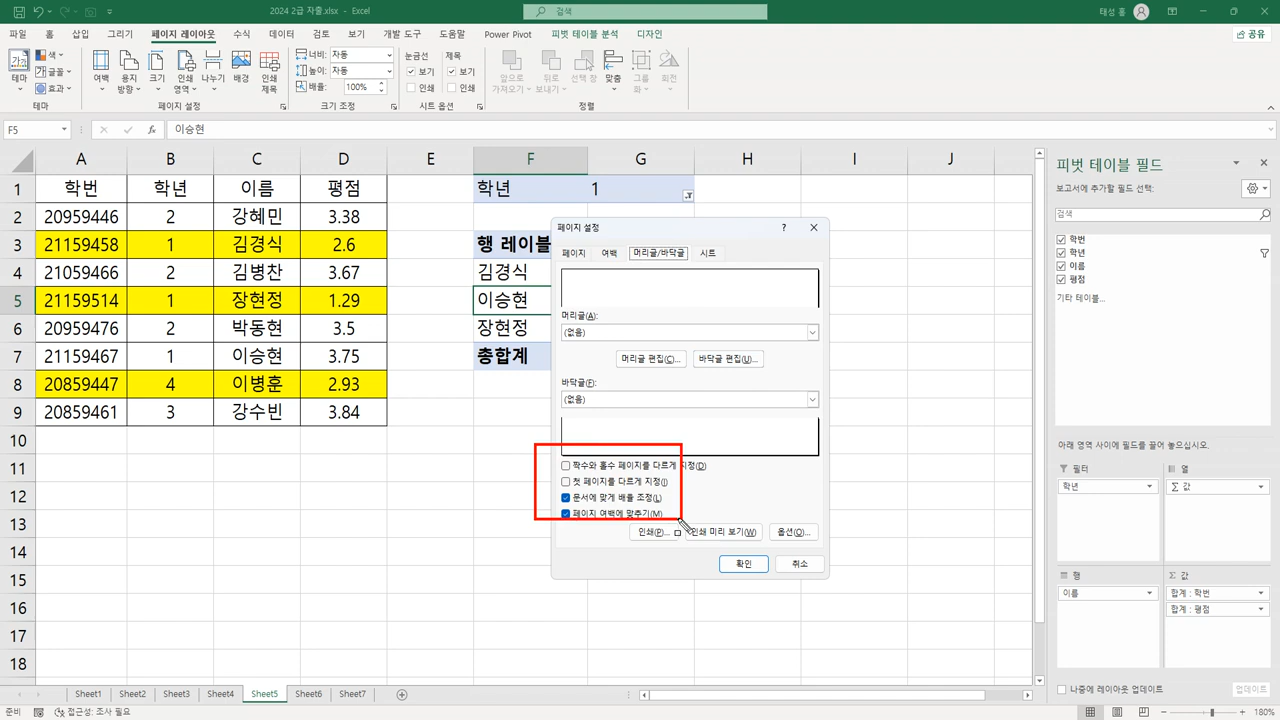 2024 2급 자줄.xlsx - Excel
검색
태성 홍
파일 홈 삽입 그리기 페이지 레이아웃 수식 데이터 검토 보기 개발 도구 도움말 Power Pivot 피벗 테이블 분석 디자인
공유
테마
색
글꼴
효과
테마
여백
용지 방향
크기
인쇄 영역
나누기
배경
인쇄 제목
페이지 설정
너비: 자동
높이: 자동
배율: 100%
크기 조정
눈금선 제목
보기 보기
인쇄 인쇄
시트 옵션
앞으로 가져오기
뒤로 보내기
선택 창
맞춤
그룹화
회전
정렬
F5
fx
이승현
A B C D E F G H I J
1 학번 학년 이름 평점 학년 1
2 20959446 2 강혜민 3.38
3 21159458 1 김경식 2.6 행 레이블
4 21059466 2 김병찬 3.67 김경식
5 21159514 1 장현정 1.29 이승현
6 20959476 2 박동현 3.5 장현정
7 21159467 1 이승현 3.75 총합계
8 20859447 4 이병훈 2.93
9 20859461 3 강수빈 3.84
10
11
12
13
14
15
16
17
18
페이지 설정
?
페이지 여백 머리글/바닥글 시트
머리글(A):
(없음)
머리글 편집(C)... 바닥글 편집(U)...
바닥글(F):
(없음)
짝수와 홀수 페이지를 다르게 지정(D)
첫 페이지를 다르게 지정(I)
문서에 맞게 배율 조정(L)
페이지 여백에 맞추기(M)
인쇄(P)... 인쇄 미리 보기(W) 옵션(O)...
확인 취소
피벗 테이블 필드
보고서에 추가할 필드 선택:
검색
학번
학년
이름
평점
기타 테이블...
아래 영역 사이에 필드를 끌어 놓으십시오.
필터 열
학년 Σ 값
행 Σ 값
이름 합계 : 학번
합계 : 평점
나중에 레이아웃 업데이트 업데이트
Sheet1 Sheet2 Sheet3 Sheet4 Sheet5 Sheet6 Sheet7
준비 접근성: 조사 필요
180%